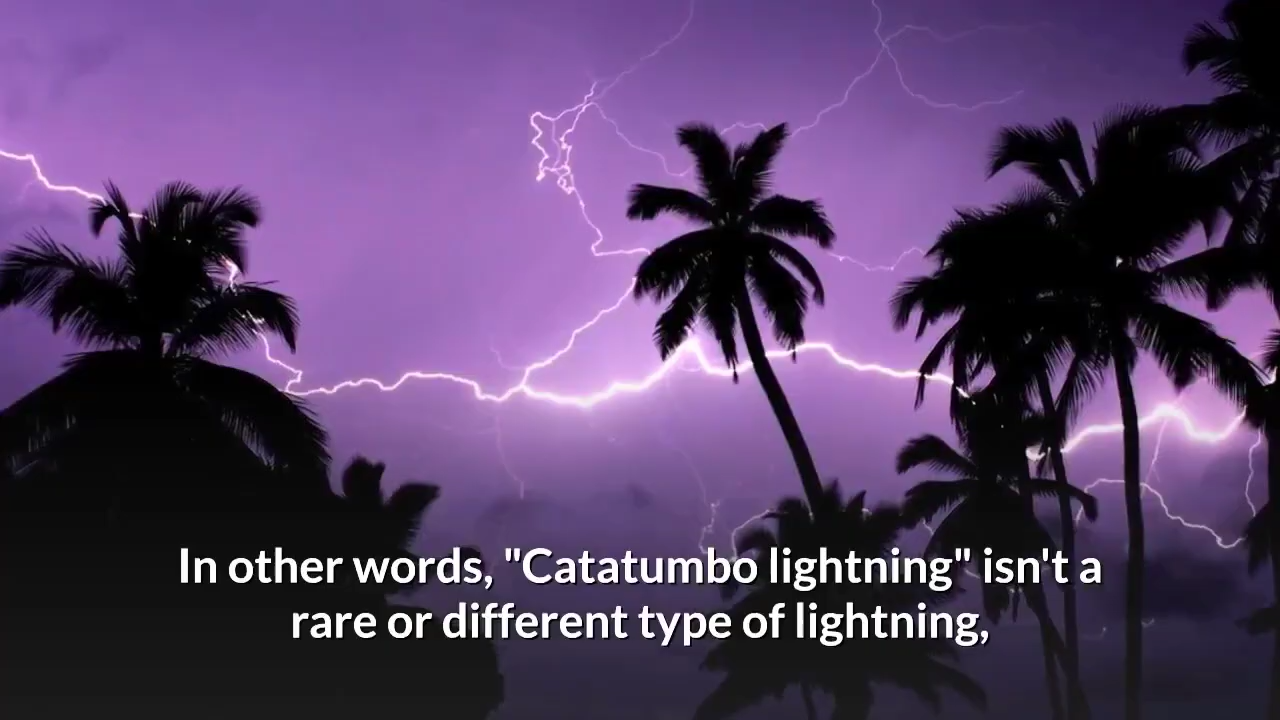 In other words, "Catatumbo lightning" isn't a
rare or different type of lightning,